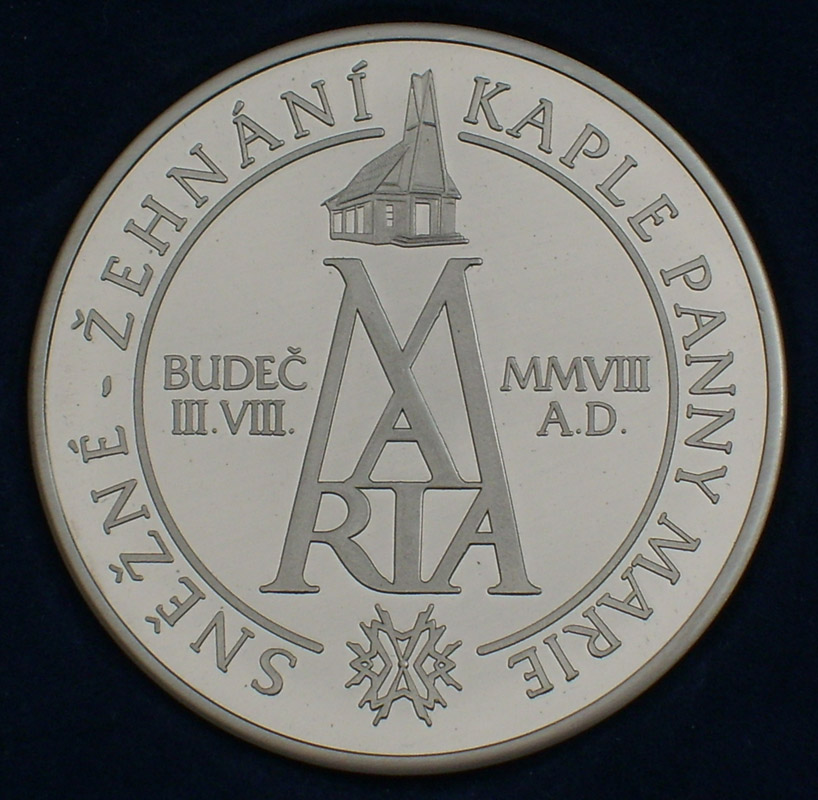 KAPLE PANNY MARIE
SNĚŽNÉ - ŽEHNÁNÍ
BUDEČ
III. VIII.
MMVIII
A.D.
MARIA